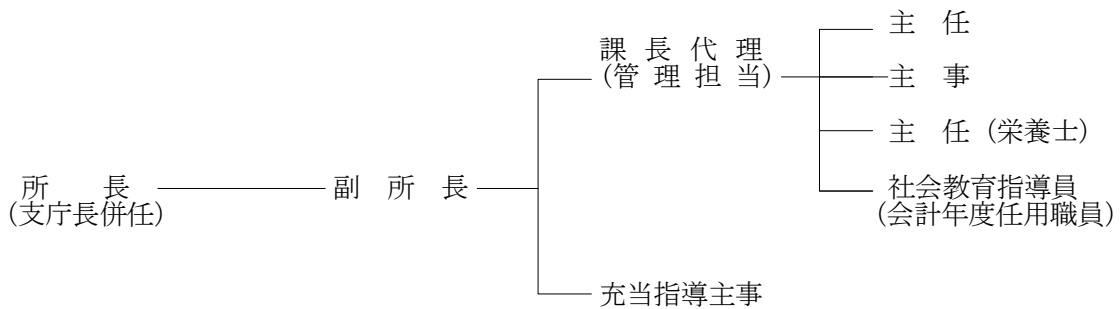 所長
(支庁長併任)
副所長
課長代理
(管理担当)
主任
主事
主任(栄養士)
社会教育指導員
(会計年度任用職員)
充当指導主事